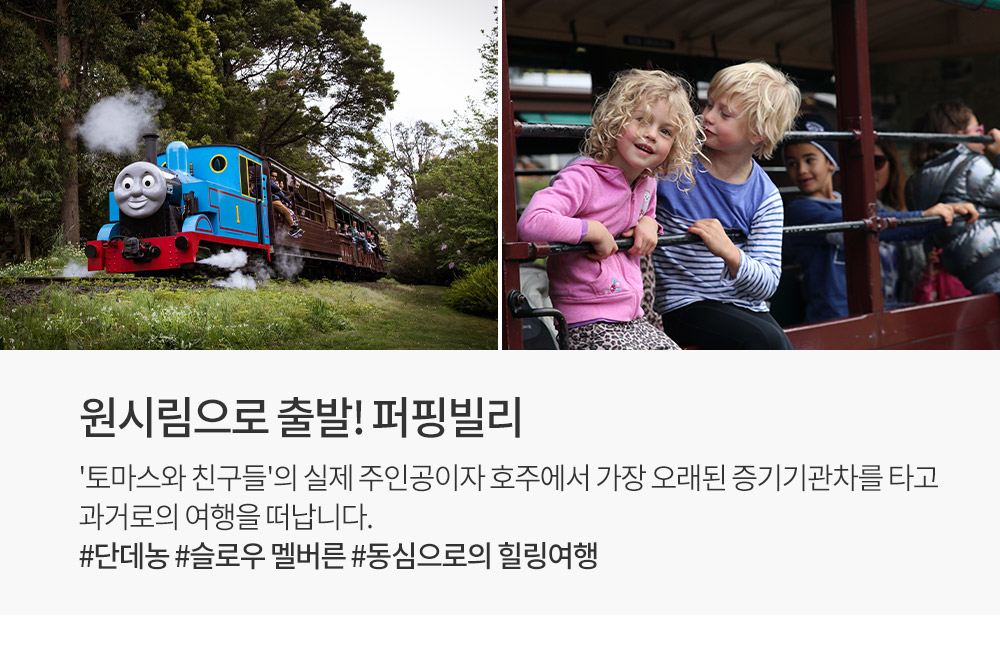 1
원시림으로 출발! 퍼핑빌리
'토마스와 친구들'의 실제 주인공이자 호주에서 가장 오래된 증기기관차를 타고
과거로의 여행을 떠납니다.
#단데농 #슬로우 멜버른 #동심으로의 힐링여행